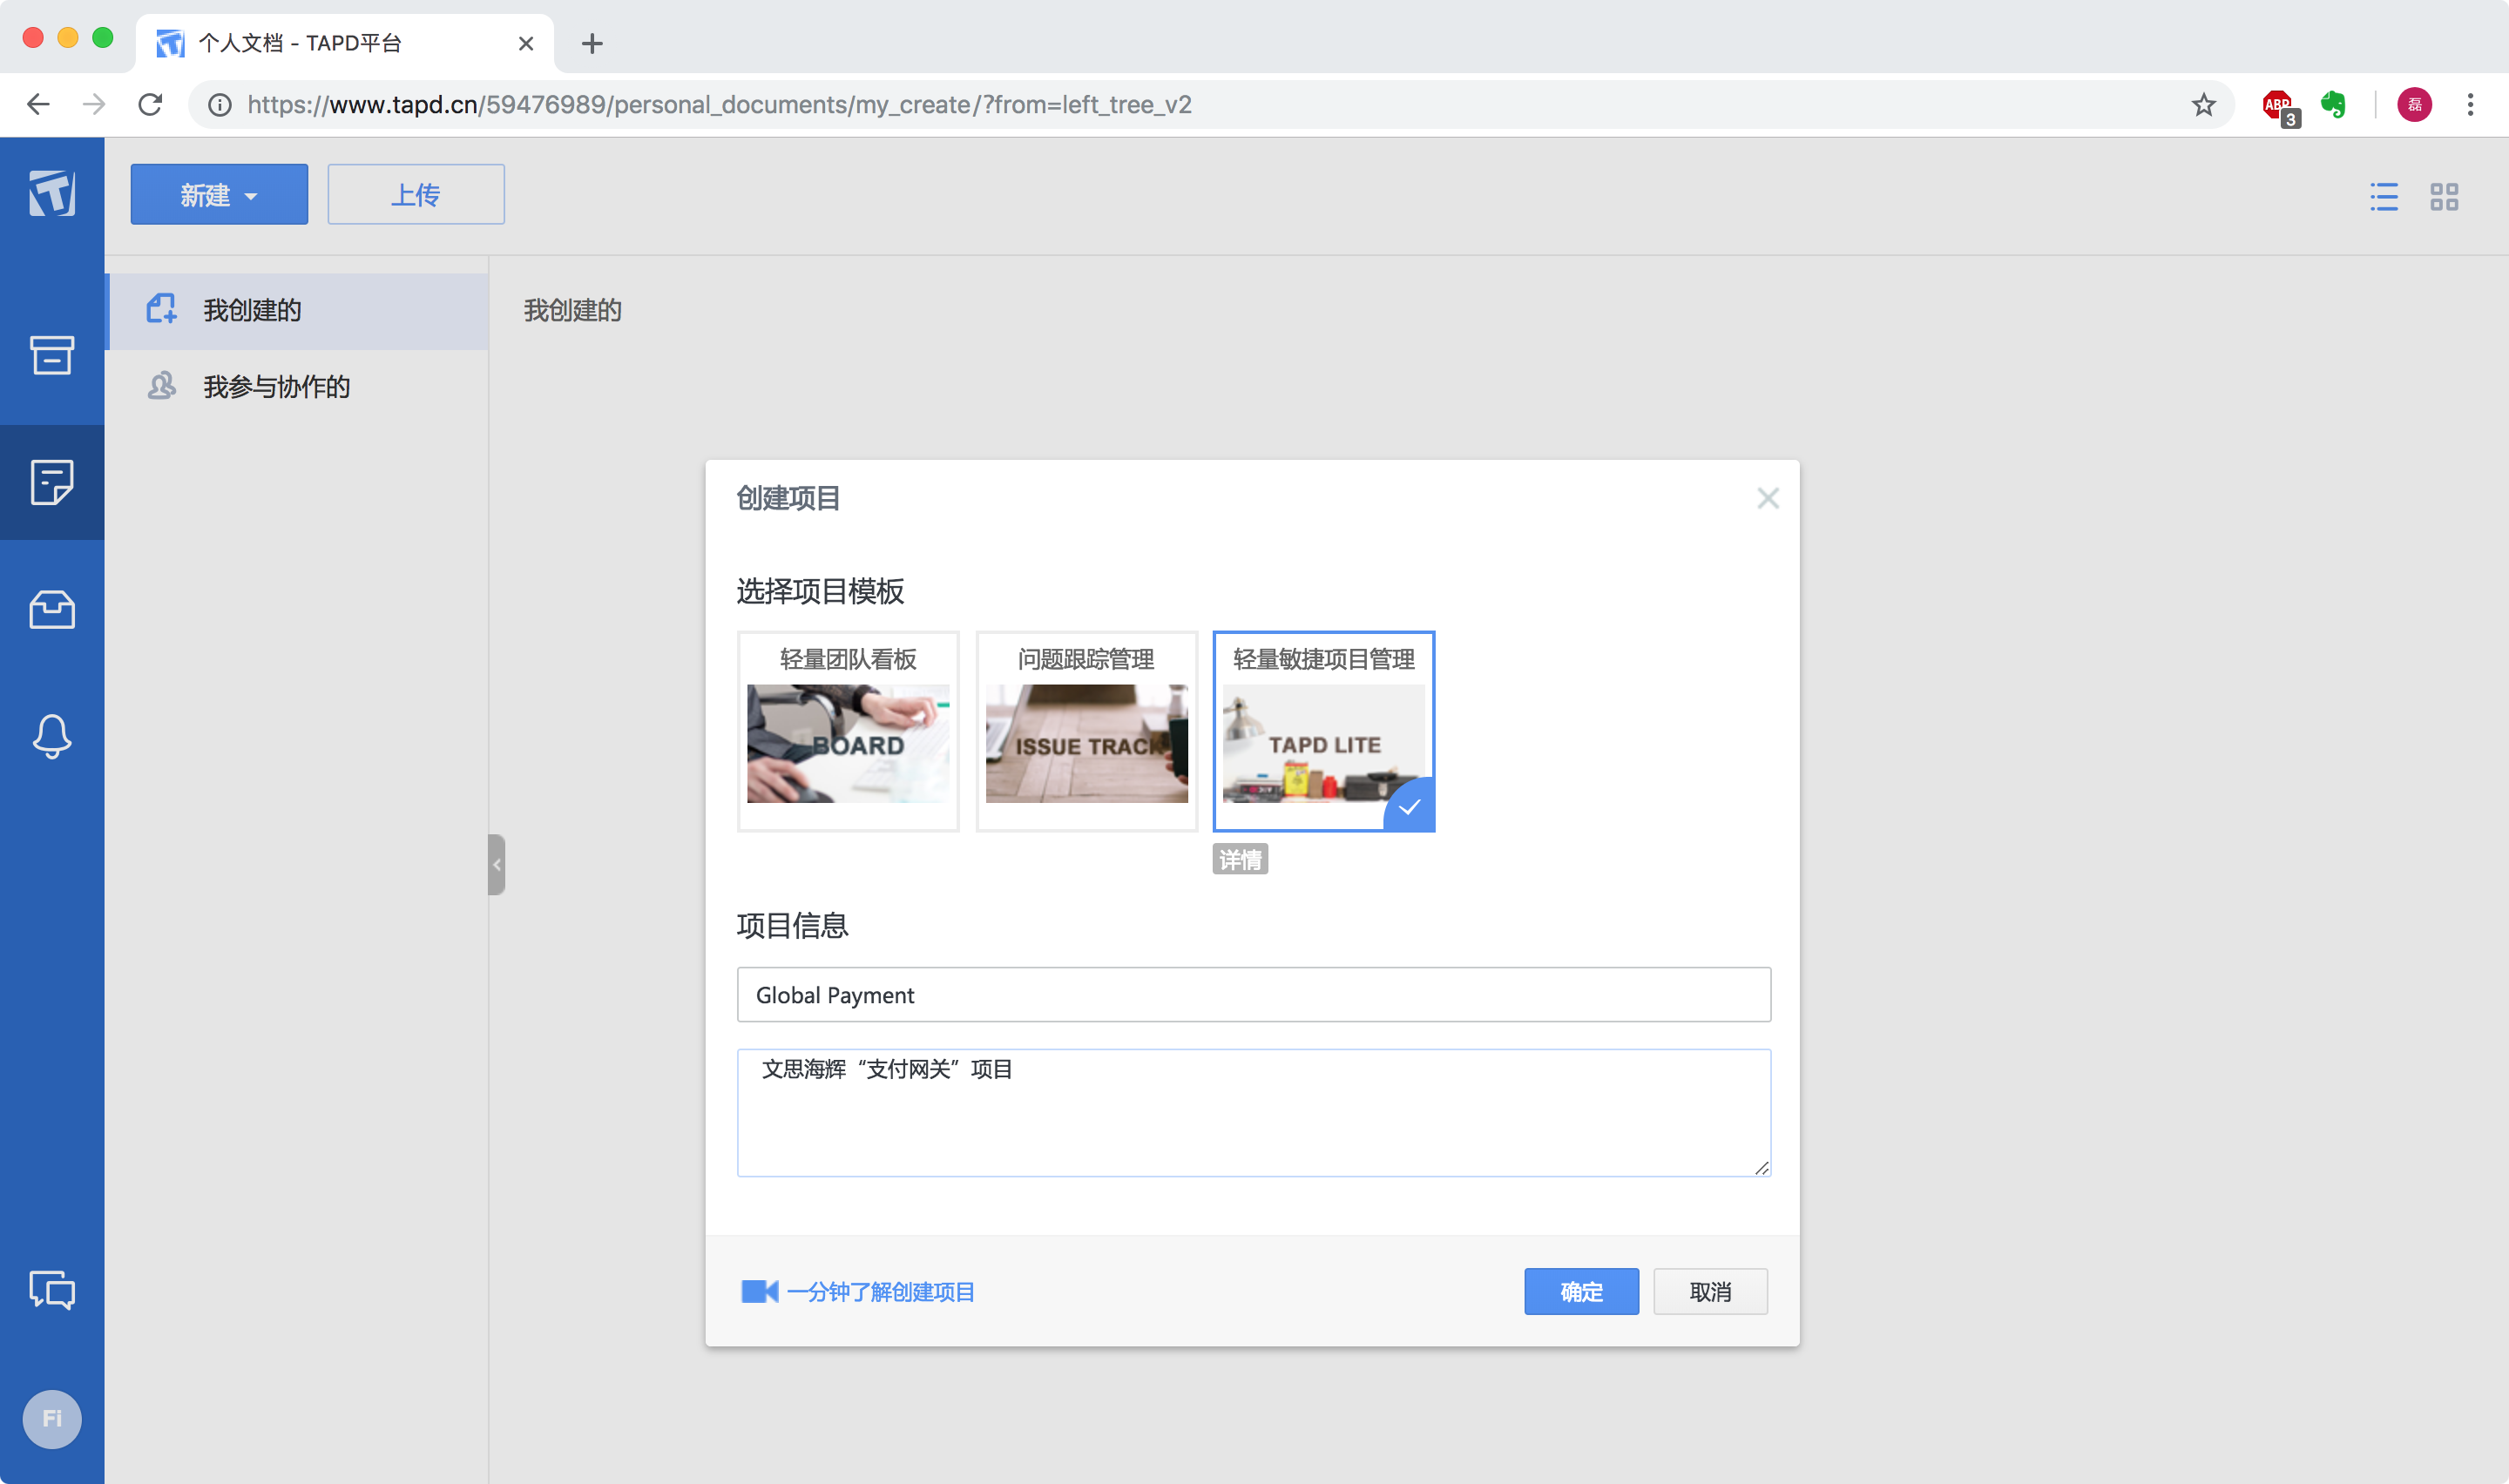 个人文档 - TAPD平台
https://www.tapd.cn/59476989/personal_documents/my_create/?from=left_tree_v2
ABP
3
磊
新建
上传
我创建的
我参与协作的
我创建的
创建项目
选择项目模板
轻量团队看板
问题跟踪管理
轻量敏捷项目管理
BOARD
ISSUE TRACK
TAPD LITE
详情
项目信息
Global Payment
文思海辉“支付网关”项目
一分钟了解创建项目
确定
取消
Fi